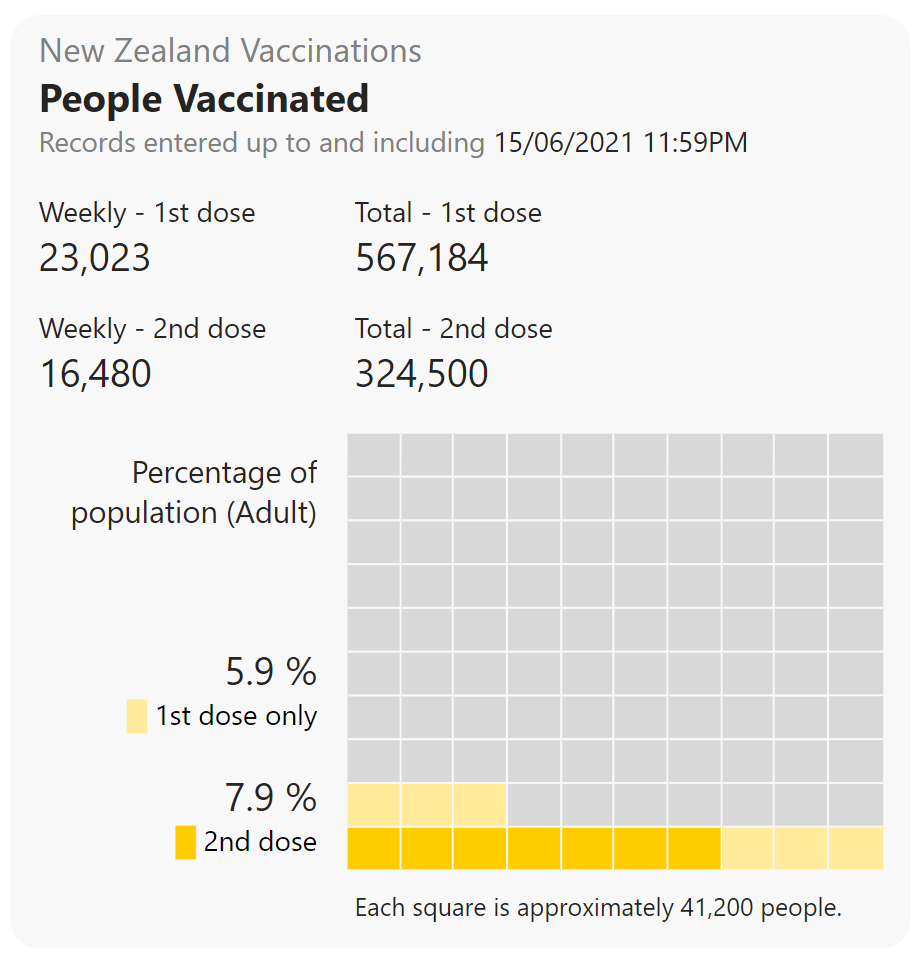 New Zealand Vaccinations
People Vaccinated
Records entered up to and including 15/06/2021 11:59PM
Weekly - 1st dose
Total - 1st dose
23,023
567,184
Weekly - 2nd dose
Total - 2nd dose
16,480
324,500
Percentage of
population (Adult)
5.9 %
1st dose only
7.9 %
2nd dose
Each square is approximately 41,200 people.